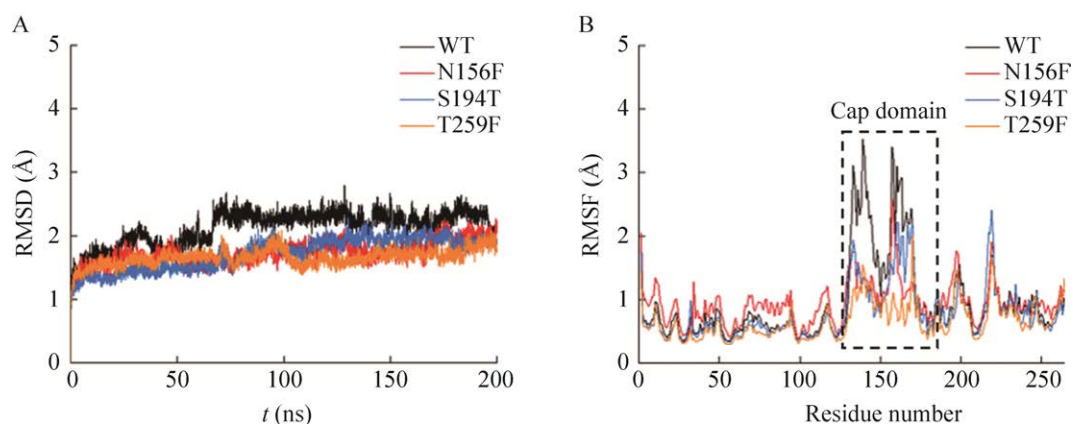 A
5
4
3
2
1
0
RMSD (Å)
WT
N156F
S194T
T259F
0
50
100
150
200
t (ns)
B
5
4
3
2
1
0
RMSF (Å)
WT
N156F
S194T
T259F
Cap domain
0
50
100
150
200
250
Residue number